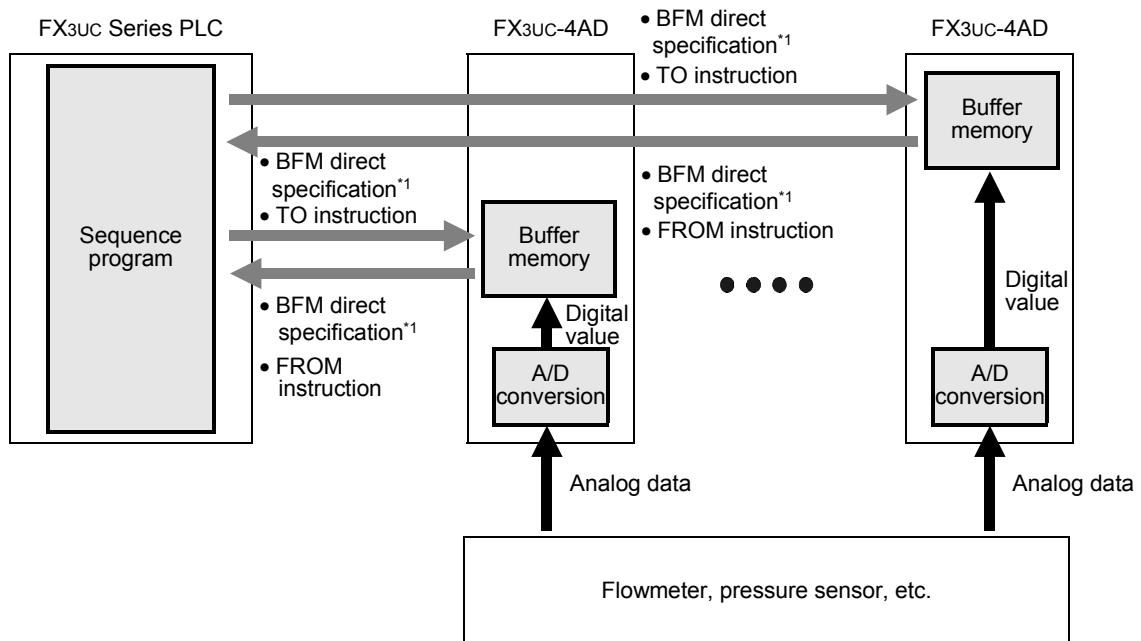 FX3UC Series PLC
FX3UC-4AD
• BFM direct
specification*1
• TO instruction
FX3UC-4AD
Buffer
memory
• BFM direct
specification*1
• TO instruction
• BFM direct
specification*1
• FROM instruction
Sequence
program
Buffer
memory
• BFM direct
specification*1
• FROM
instruction
Digital
value
Digital
value
A/D
conversion
A/D
conversion
Analog data
Analog data
Flowmeter, pressure sensor, etc.